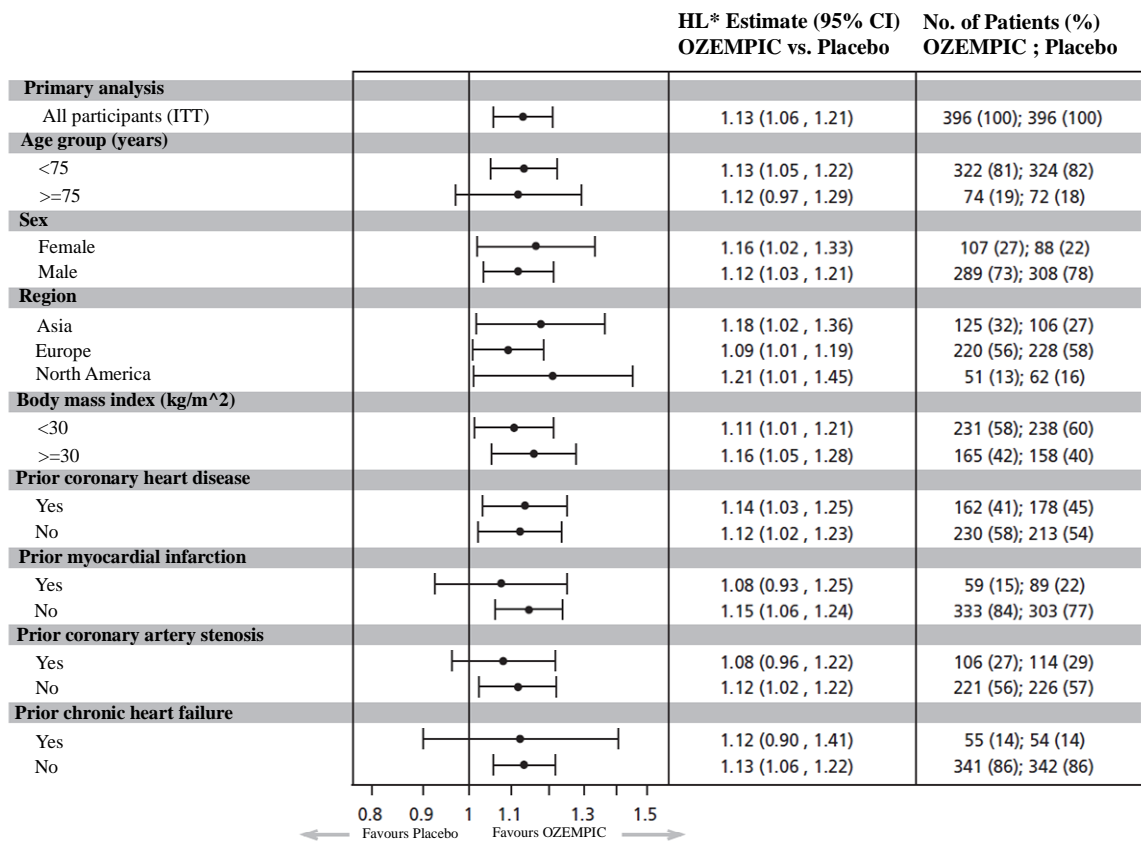 HL* Estimate (95% CI) No. of Patients (%)
OZEMPIC vs. Placebo OZEMPIC ; Placebo
Primary analysis
All participants (ITT) 1.13 (1.06 , 1.21) 396 (100); 396 (100)
Age group (years)
<75 1.13 (1.05 , 1.22) 322 (81); 324 (82)
>=75 1.12 (0.97 , 1.29) 74 (19); 72 (18)
Sex
Female 1.16 (1.02 , 1.33) 107 (27); 88 (22)
Male 1.12 (1.03 , 1.21) 289 (73); 308 (78)
Region
Asia 1.18 (1.02 , 1.36) 125 (32); 106 (27)
Europe 1.09 (1.01 , 1.19) 220 (56); 228 (58)
North America 1.21 (1.01 , 1.45) 51 (13); 62 (16)
Body mass index (kg/m^2)
<30 1.11 (1.01 , 1.21) 231 (58); 238 (60)
>=30 1.16 (1.05 , 1.28) 165 (42); 158 (40)
Prior coronary heart disease
Yes 1.14 (1.03 , 1.25) 162 (41); 178 (45)
No 1.12 (1.02 , 1.23) 230 (58); 213 (54)
Prior myocardial infarction
Yes 1.08 (0.93 , 1.25) 59 (15); 89 (22)
No 1.15 (1.06 , 1.24) 333 (84); 303 (77)
Prior coronary artery stenosis
Yes 1.08 (0.96 , 1.22) 106 (27); 114 (29)
No 1.12 (1.02 , 1.22) 221 (56); 226 (57)
Prior chronic heart failure
Yes 1.12 (0.90 , 1.41) 55 (14); 54 (14)
No 1.13 (1.06 , 1.22) 341 (86); 342 (86)
0.8 0.9 1 1.1 1.3 1.5
Favours Placebo Favours OZEMPIC